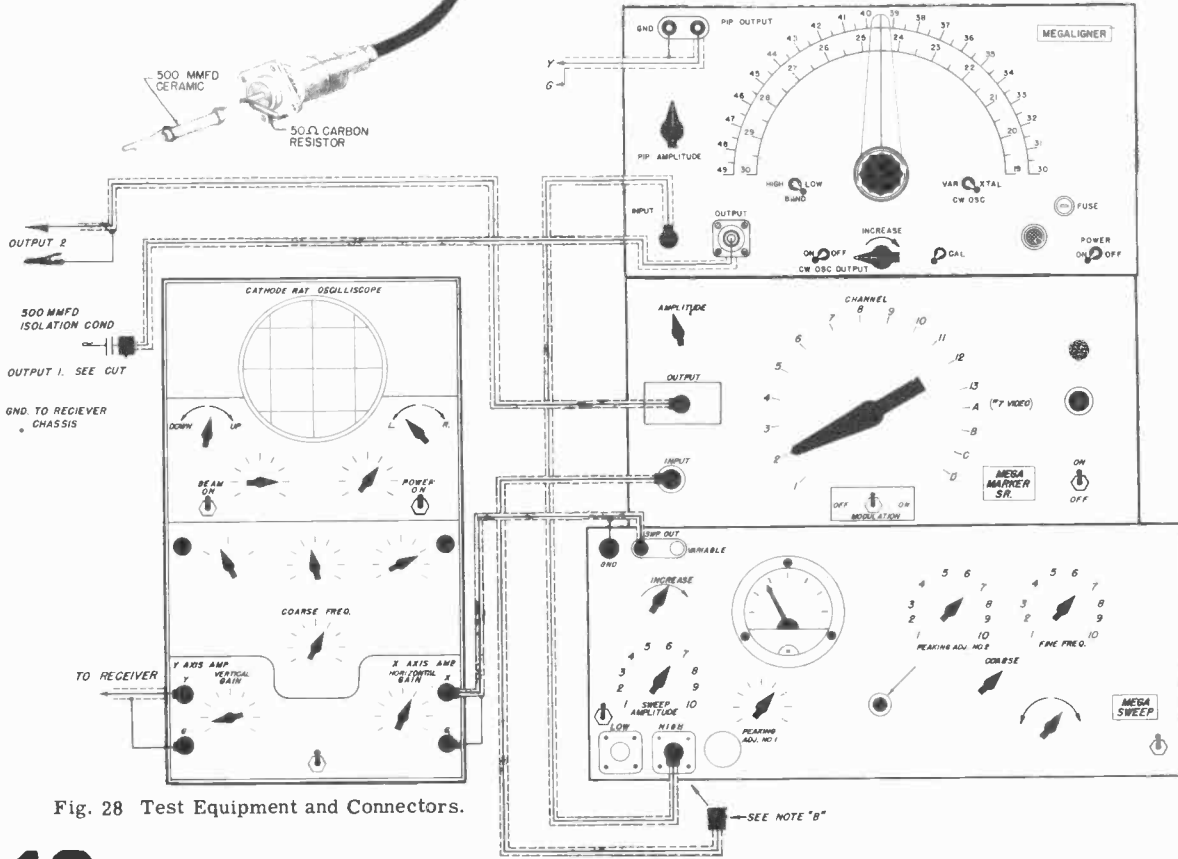 500 MMFD
CERAMIC
50Ω CARBON
RESISTOR
OUTPUT 2
500 MMFD
ISOLATION COND
OUTPUT 1. SEE CUT
GND. TO RECIEVER
CHASSIS
GND
PIP OUTPUT
Y
G
PIP AMPLITUDE
INPUT
OUTPUT
MEGALIGNER
49 48 47 46 45 44 43 42 41 40 39 38 37 36 35 34 33 32 31 30
30 29 28 27 26 25 24 23 22 21 20 19
HIGH LOW
BAND
VAR XTAL
CW OSC
FUSE
INCREASE
ON OFF
CW OSC OUTPUT
CAL
POWER
ON OFF
CATHODE RAT OSCILLISCOPE
DOWN UP
L. R.
BEAM
ON
POWER
ON
COARSE FREQ.
Y AXIS AMP
VERTICAL
GAIN
X AXIS AMP
HORIZONTAL
GAIN
Y
X
G
G
TO RECEIVER
AMPLITUDE
OUTPUT
INPUT
CHANNEL
1 2 3 4 5 6 7 8 9 10 11 12 13 A B C D
("7 VIDEO)
OFF ON
MODULATION
MEGA
MARKER
SR.
ON
OFF
GND
SWP OUT
VARIABLE
INCREASE
1 2 3 4 5 6 7 8 9 10
SWEEP
AMPLITUDE
LOW
HIGH
PEAKING
ADJ. NO 1
1 2 3 4 5 6 7 8 9 10
PEAKING ADJ. NO 2
1 2 3 4 5 6 7 8 9 10
FINE FREQ.
COARSE
MEGA
SWEEP
SEE NOTE "B"
Fig. 28 Test Equipment and Connectors.